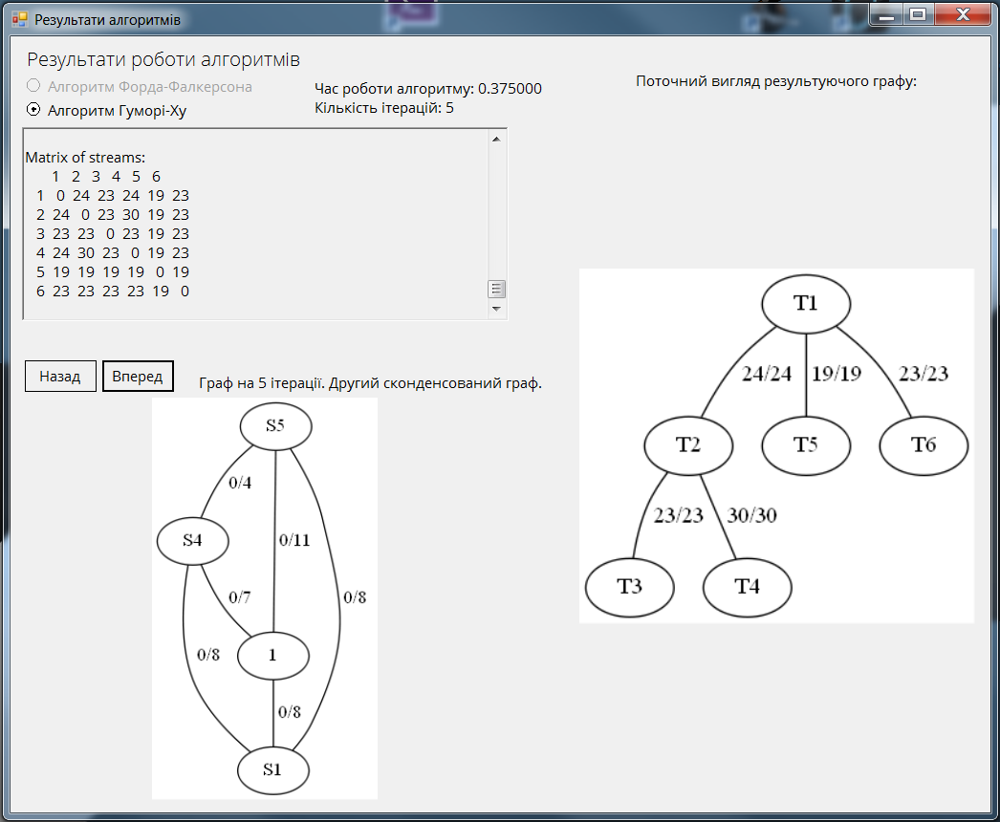 Результати алгоритмів
Результати роботи алгоритмів
Алгоритм Форда-Фалкерсона
Алгоритм Гуморі-Ху
Час роботи алгоритму: 0.375000
Кількість ітерацій: 5
Поточний вигляд результуючого графу:
Matrix of streams:
1 2 3 4 5 6
1 0 24 23 24 19 23
2 24 0 23 30 19 23
3 23 23 0 23 19 23
4 24 30 23 0 19 23
5 19 19 19 19 0 19
6 23 23 23 23 19 0
Назад
Вперед
Граф на 5 ітерації. Другий сконденсований граф.
S5
0/4
S4
0/11
0/7
0/8
0/8
1
0/8
S1
T1
24/24
19/19
23/23
T2
T5
T6
23/23
30/30
T3
T4